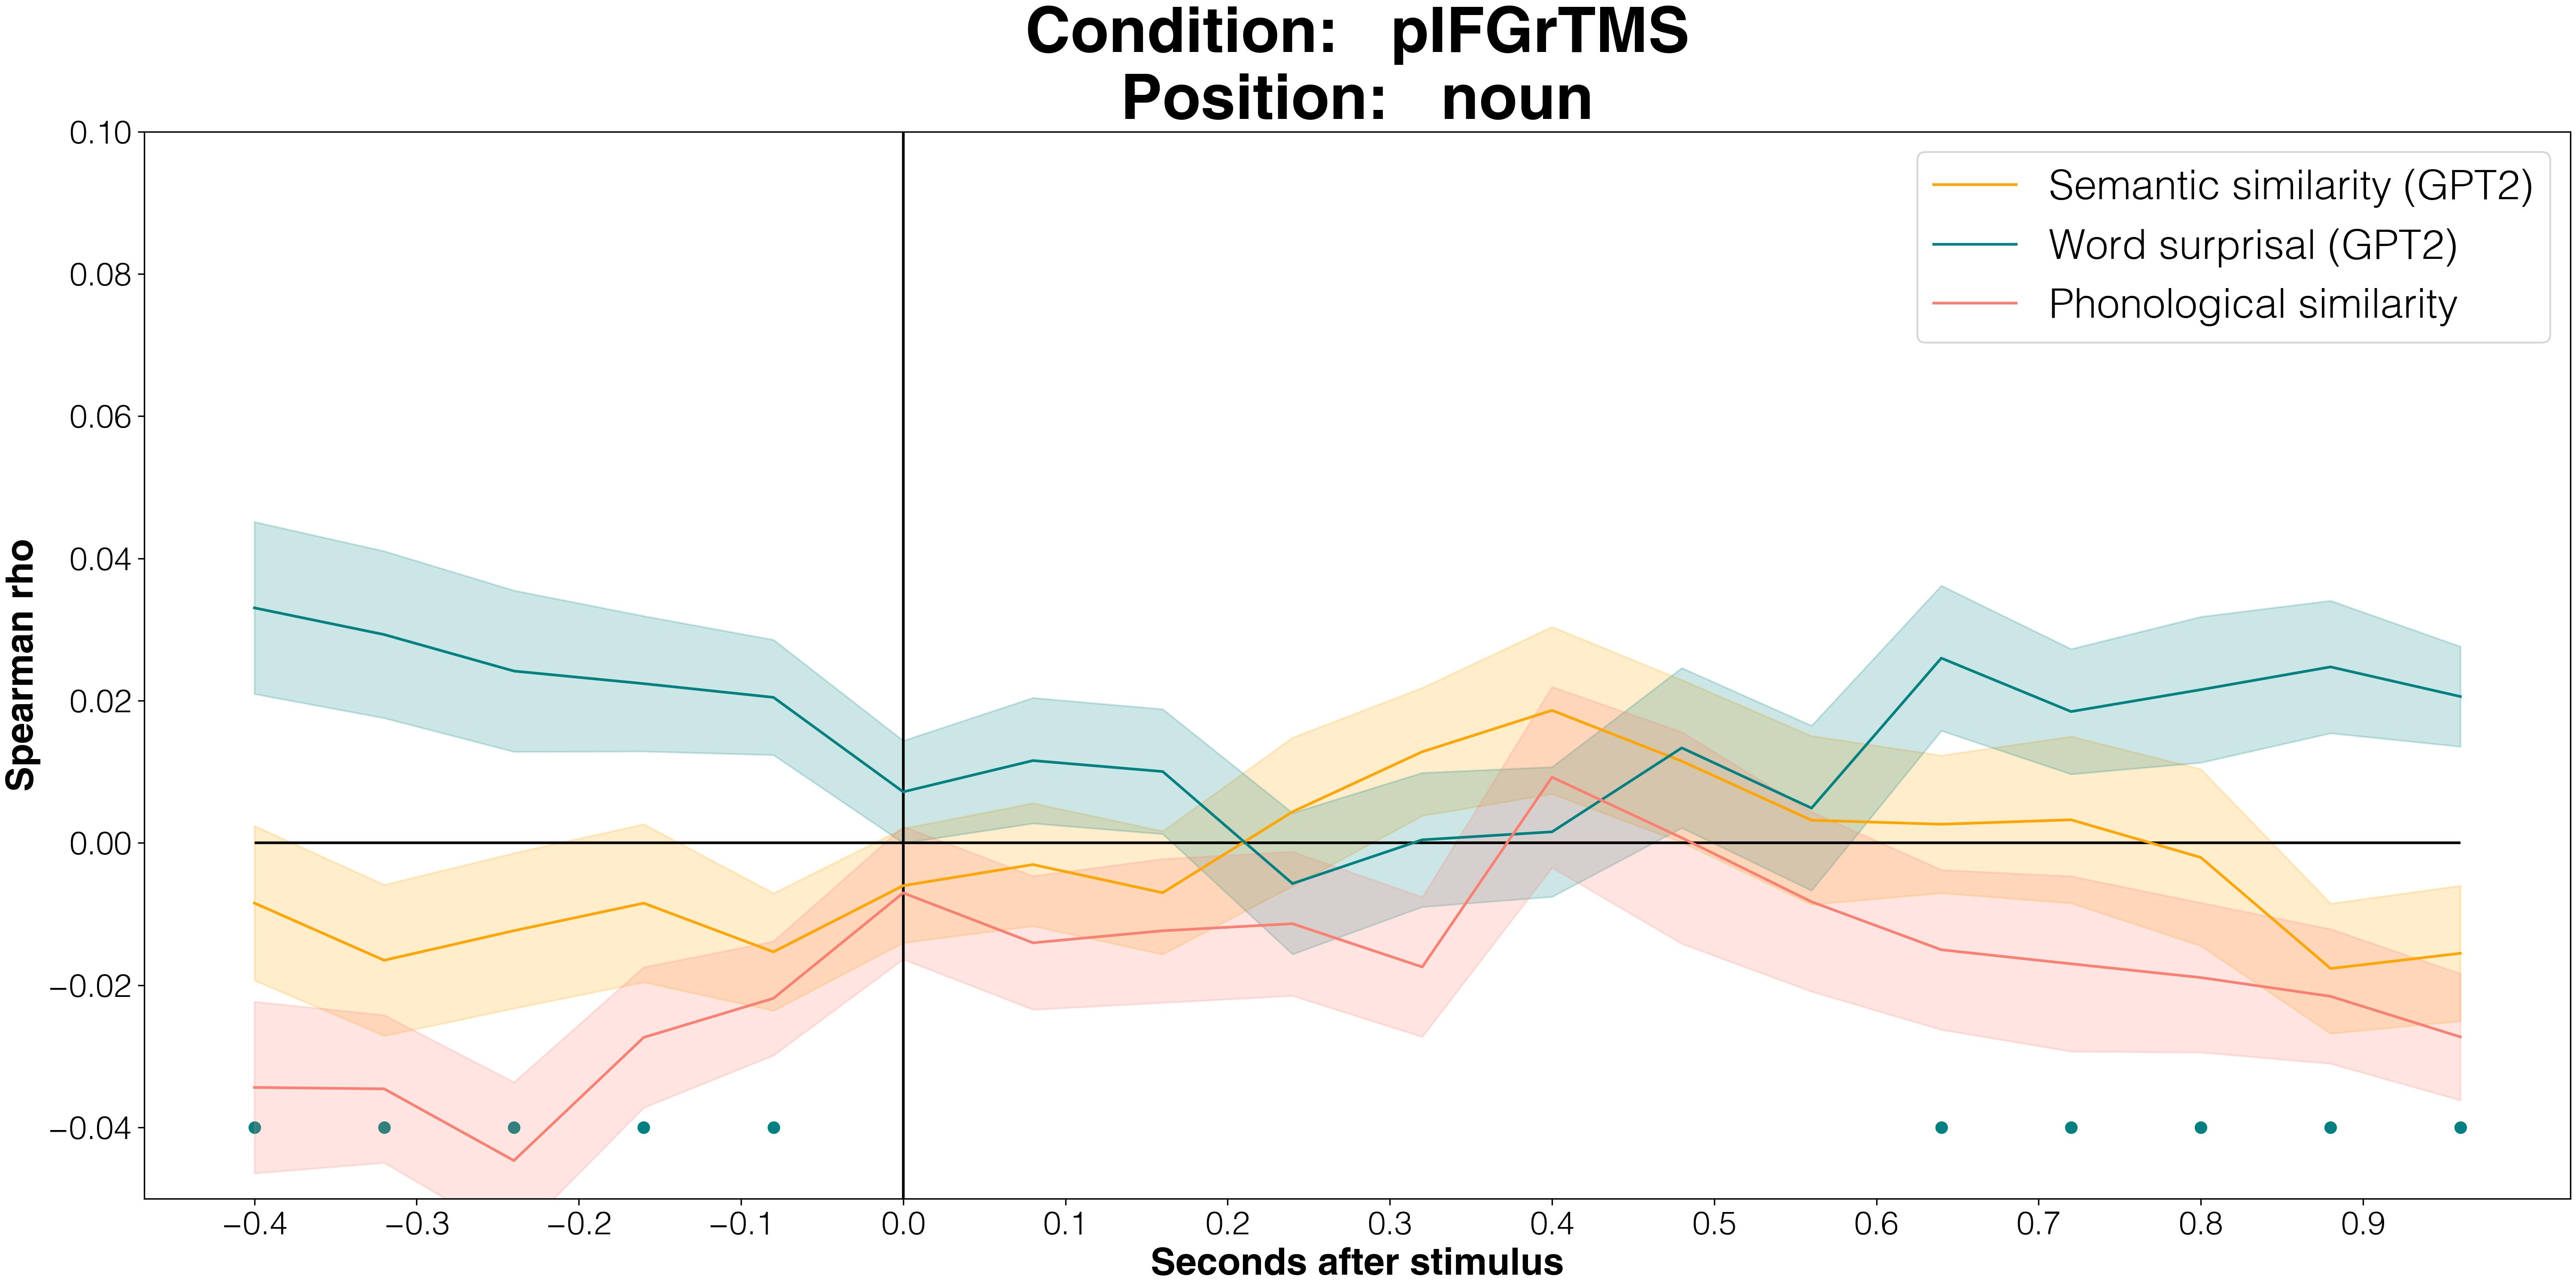 Condition:   pIFGrTMS
Position:   noun
0.10
0.08
0.06
0.04
0.02
0.00
−0.02
−0.04
Spearman rho
Semantic similarity (GPT2)
Word surprisal (GPT2)
Phonological similarity
−0.4 −0.3 −0.2 −0.1 0.0 0.1 0.2 0.3 0.4 0.5 0.6 0.7 0.8 0.9
Seconds after stimulus